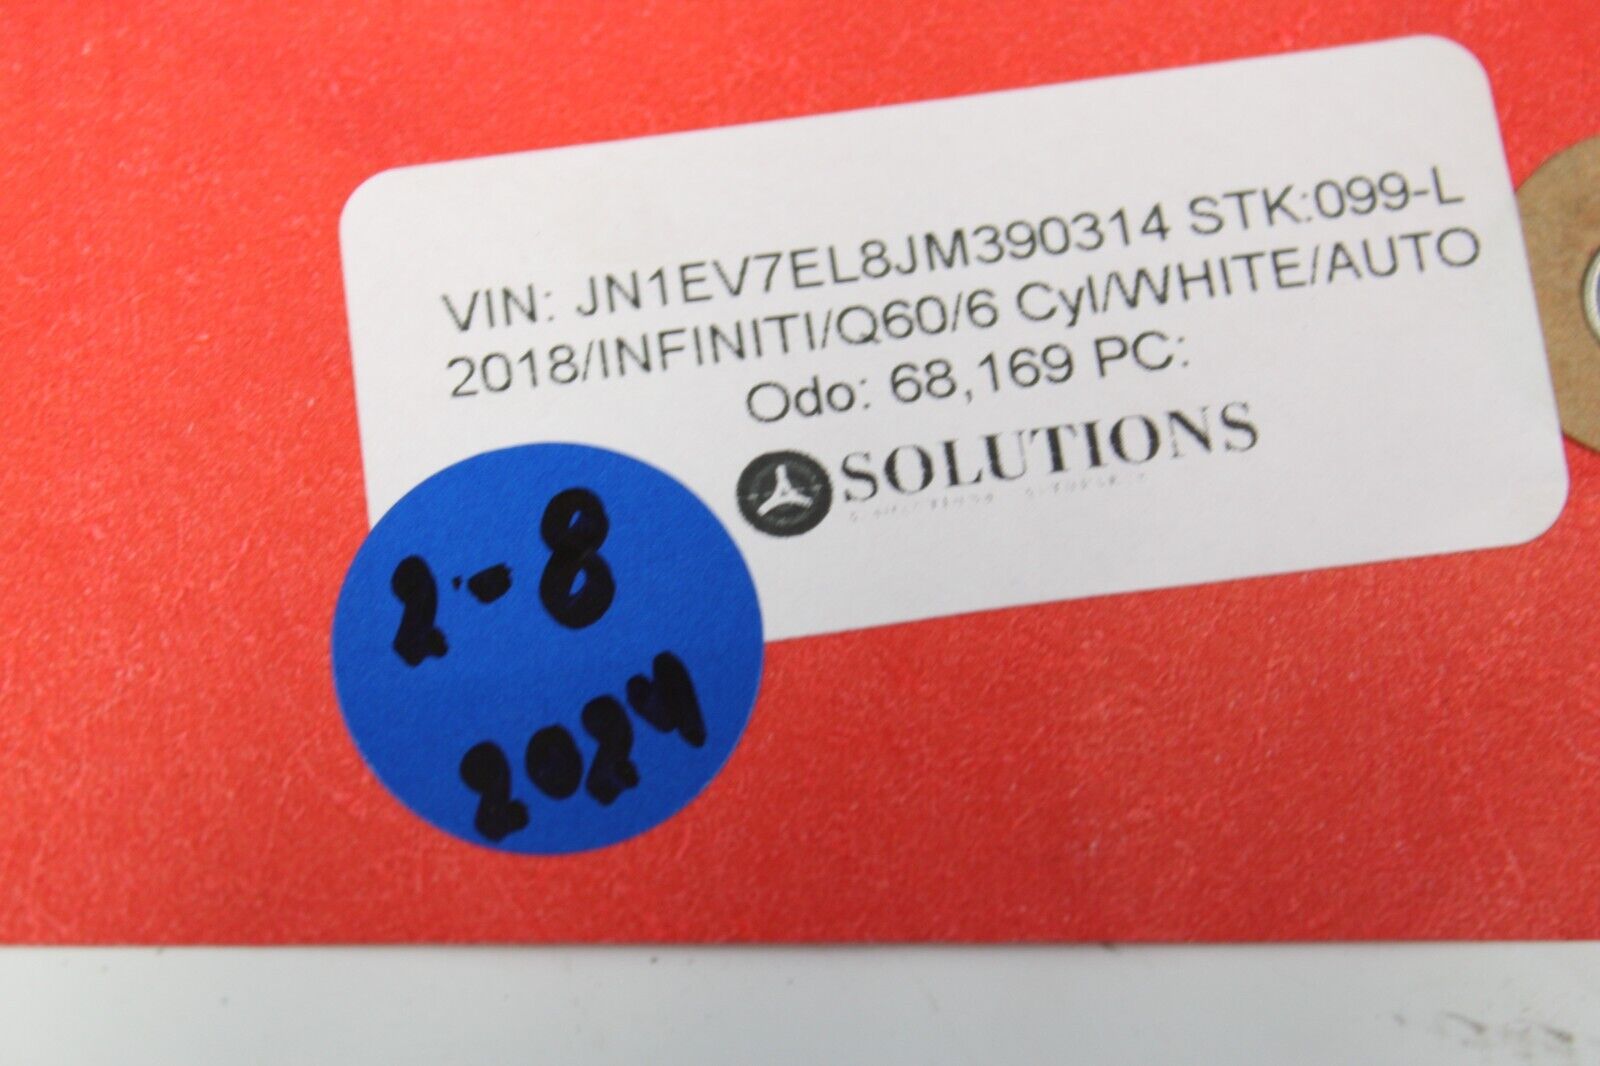 VIN: JN1EV7EL8JM390314 STK:099-L
2018/INFINITI/Q60/6 Cyl/WHITE/AUTO
Odo: 68,169 PC:
SOLUTIONS
2-8
2024